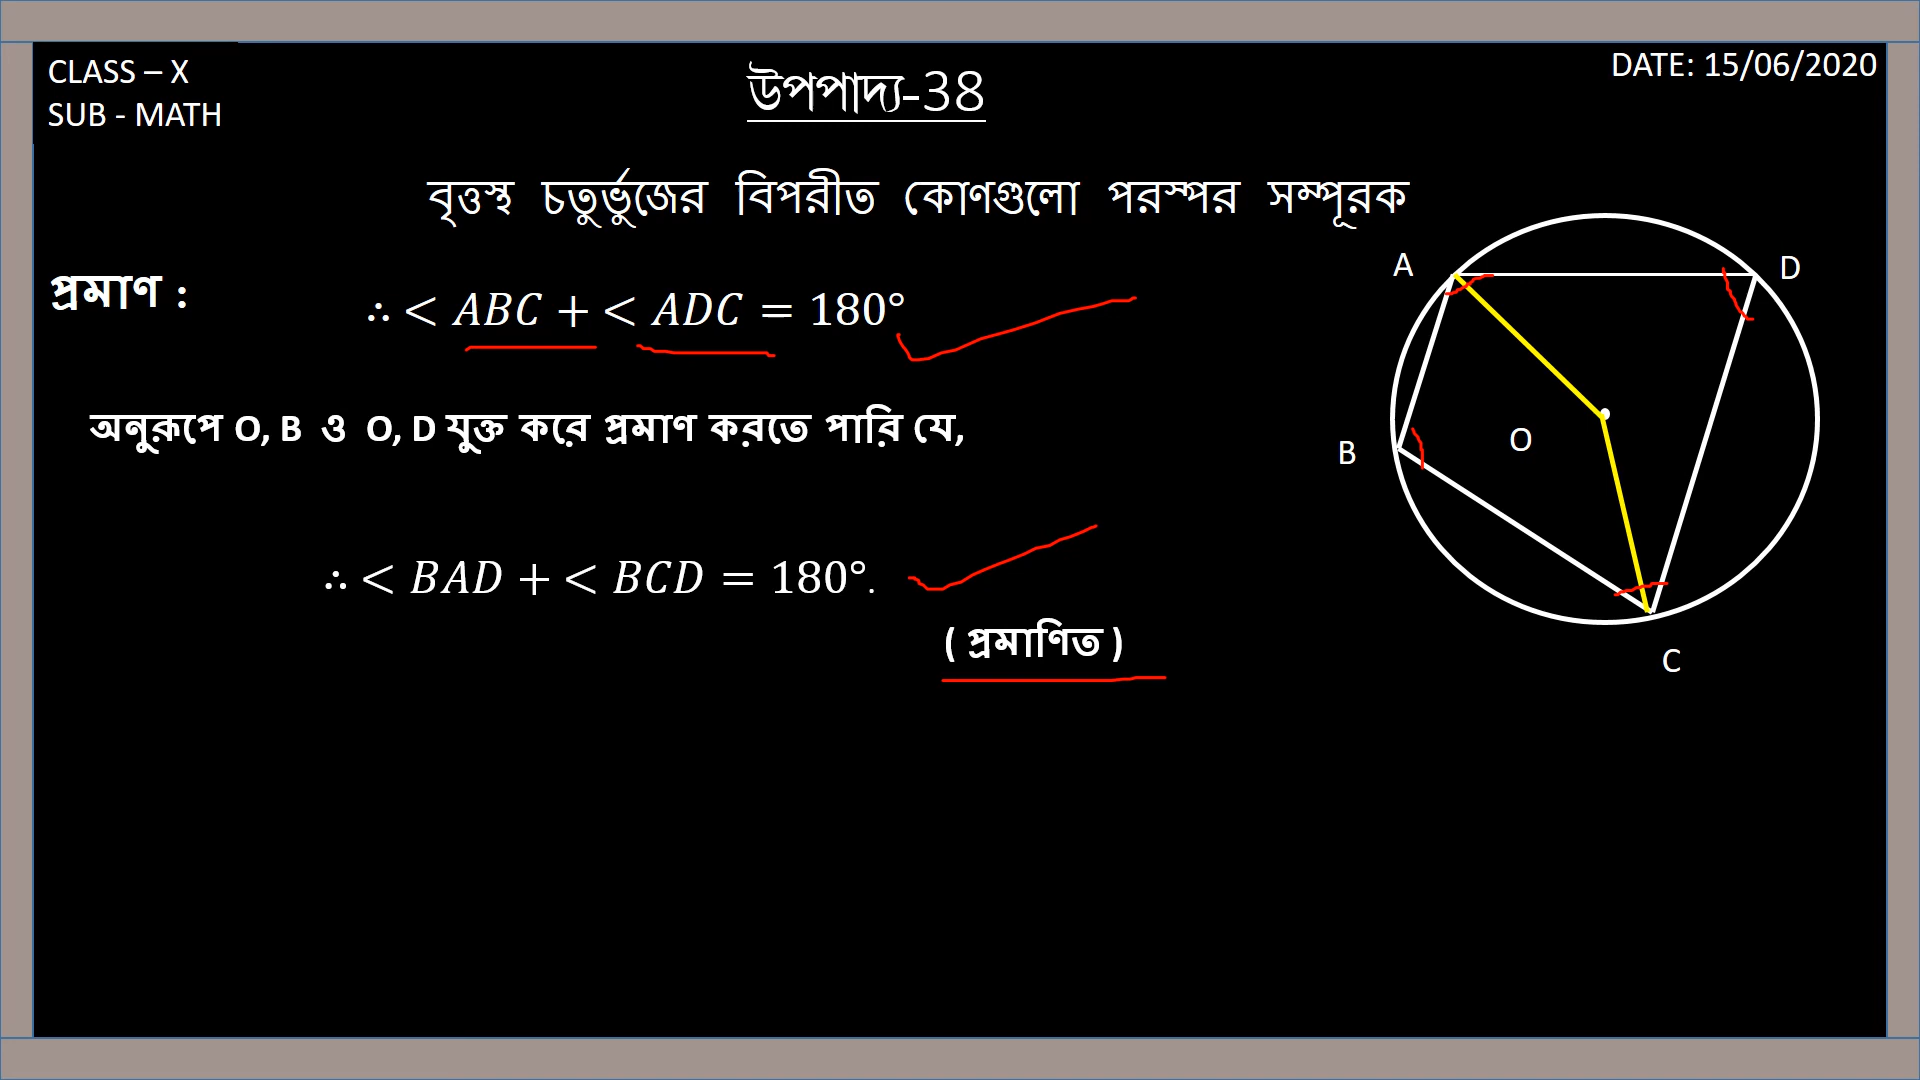 CLASS – X
SUB - MATH
উপপাদ্য-38
DATE: 15/06/2020
বৃত্তস্থ চতুর্ভুজের বিপরীত কোণগুলো পরস্পর সম্পূরক
প্রমাণ :
∴ < ABC + < ADC = 180°
অনুরূপে O, B ও O, D যুক্ত করে প্রমাণ করতে পারি যে,
∴ < BAD + < BCD = 180°.
( প্রমাণিত )
A
D
B
O
C